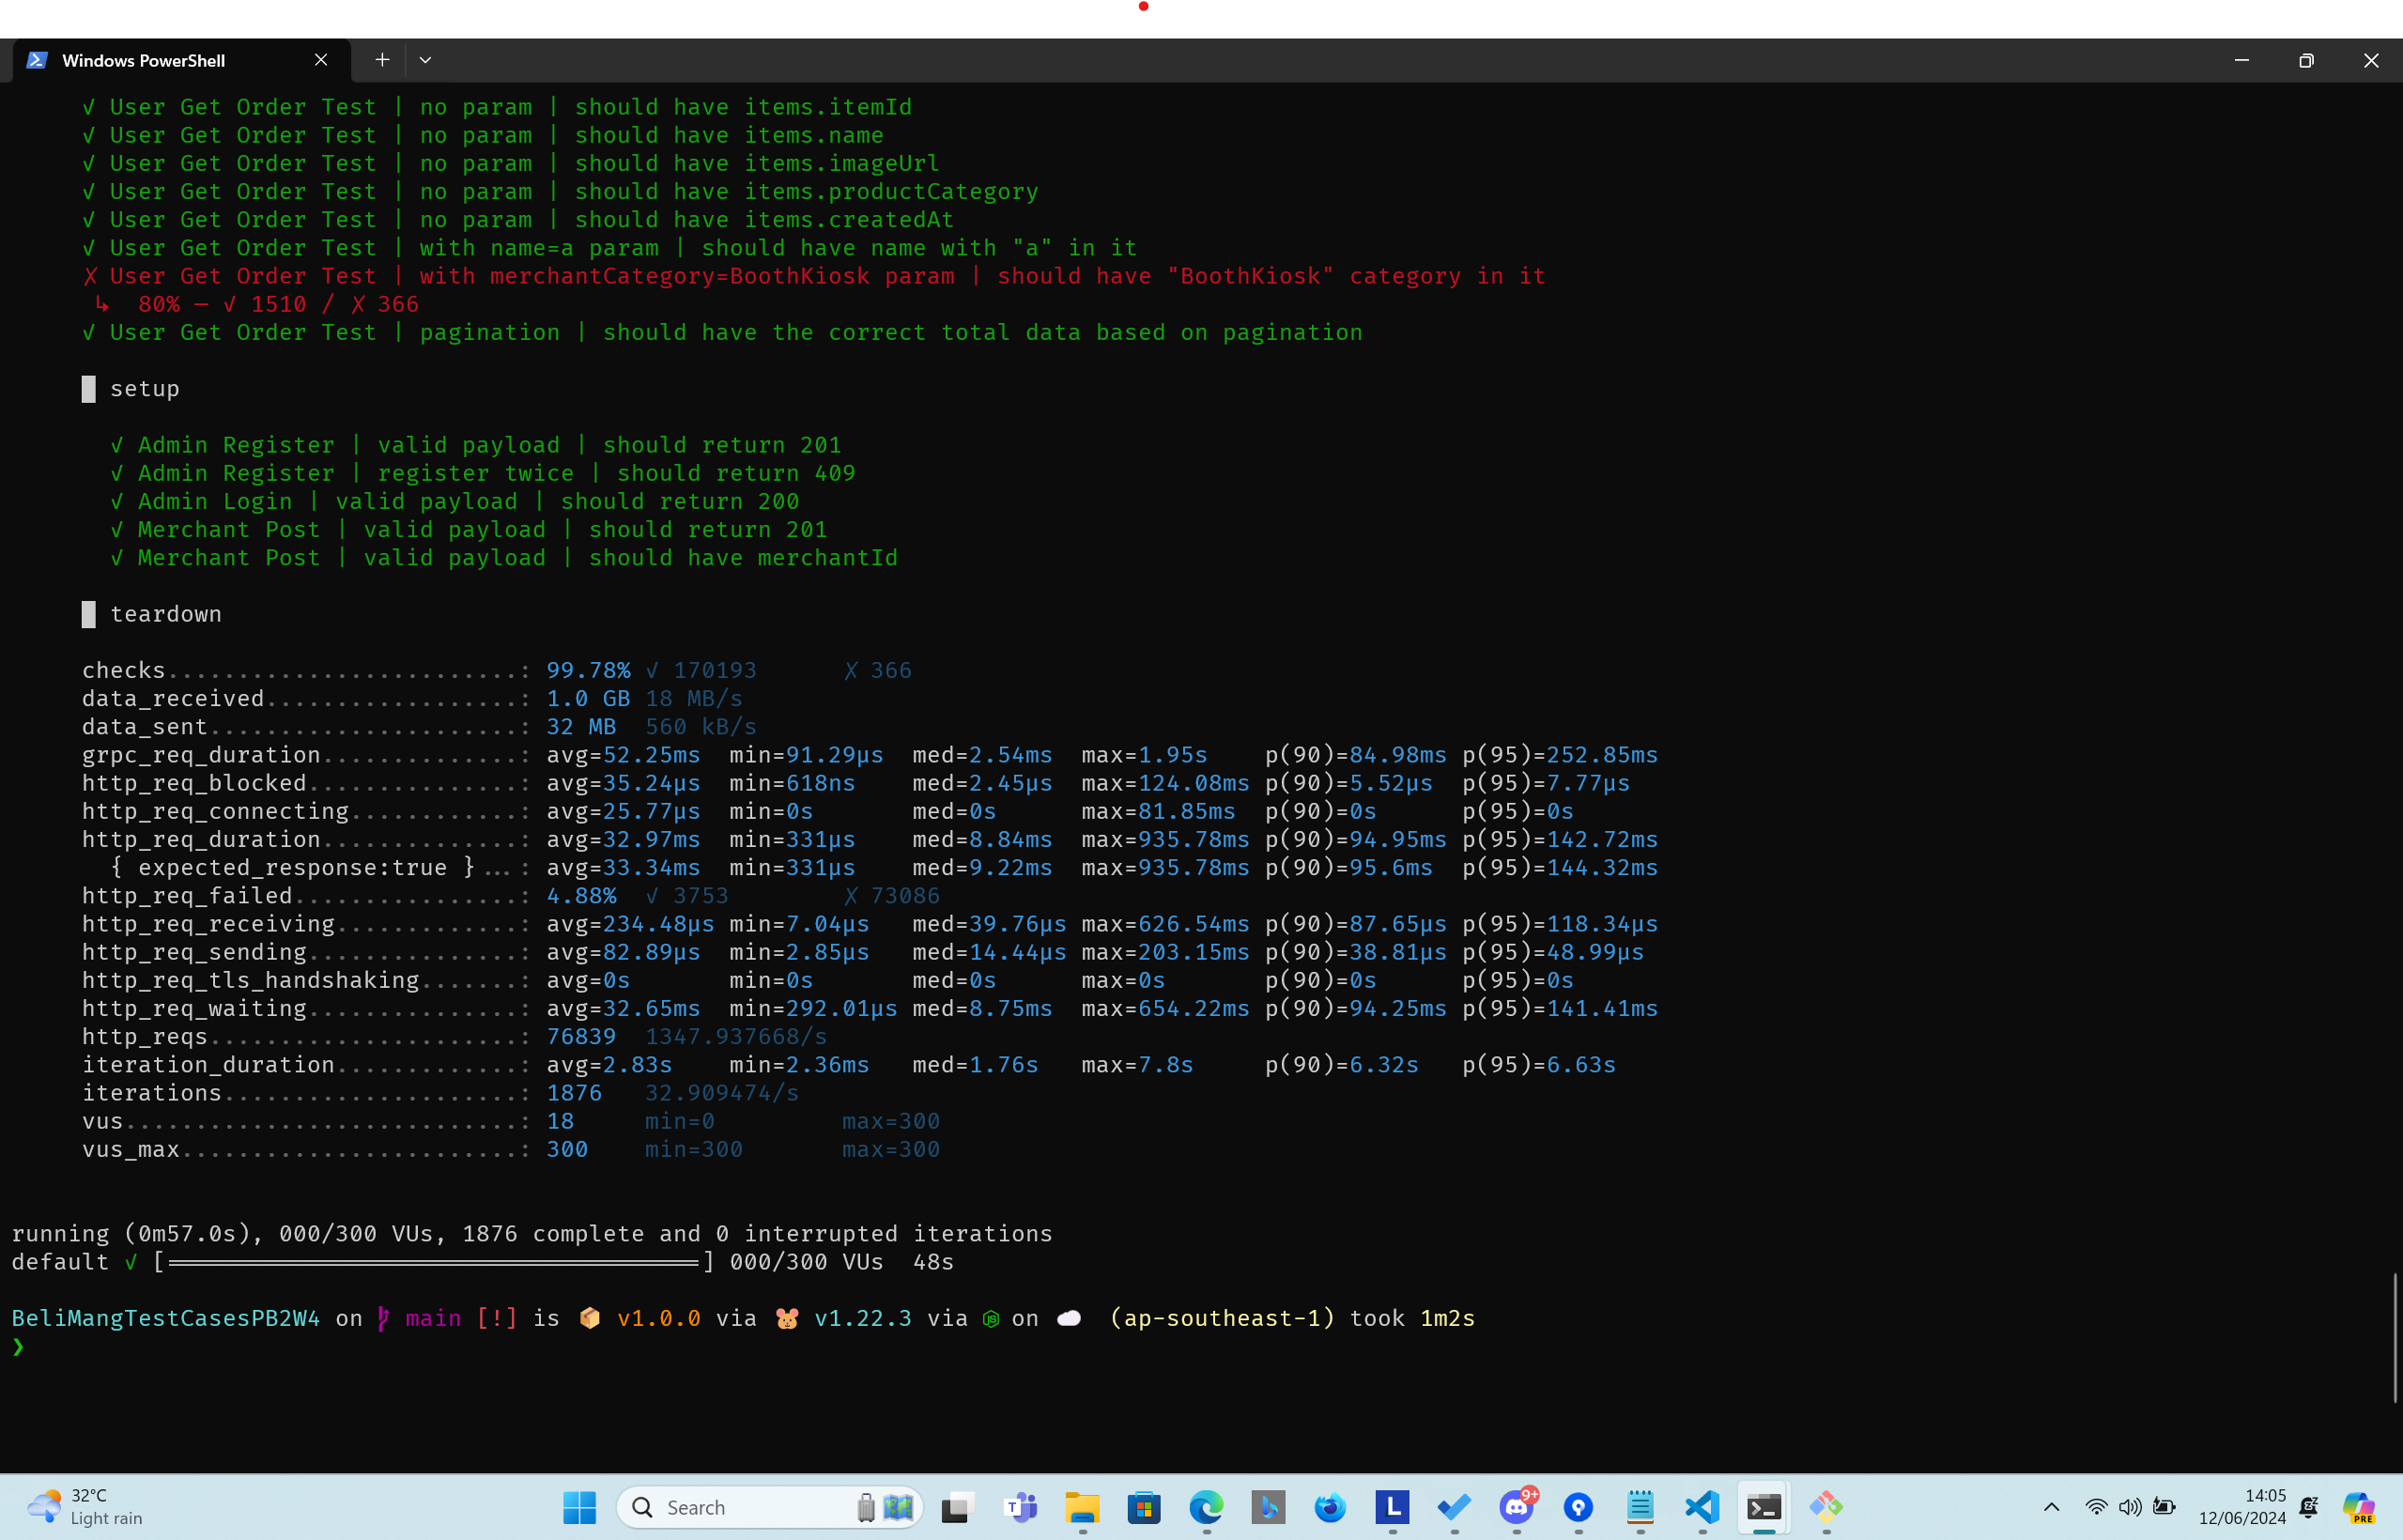 Windows PowerShell
√ User Get Order Test | no param | should have items.itemId
√ User Get Order Test | no param | should have items.name
√ User Get Order Test | no param | should have items.imageUrl
√ User Get Order Test | no param | should have items.productCategory
√ User Get Order Test | no param | should have items.createdAt
√ User Get Order Test | with name=a param | should have name with "a" in it
✗ User Get Order Test | with merchantCategory=BoothKiosk param | should have "BoothKiosk" category in it
↳ 80% — √ 1510 / ✗ 366
√ User Get Order Test | pagination | should have the correct total data based on pagination
█ setup
√ Admin Register | valid payload | should return 201
√ Admin Register | register twice | should return 409
√ Admin Login | valid payload | should return 200
√ Merchant Post | valid payload | should return 201
√ Merchant Post | valid payload | should have merchantId
█ teardown
checks.........................: 99.78% √ 170193 ✗ 366
data_received..................: 1.0 GB 18 MB/s
data_sent......................: 32 MB 560 kB/s
grpc_req_duration..............: avg=52.25ms min=91.29µs med=2.54ms max=1.95s p(90)=84.98ms p(95)=252.85ms
http_req_blocked...............: avg=35.24µs min=618ns med=2.45µs max=124.08ms p(90)=5.52µs p(95)=7.77µs
http_req_connecting............: avg=25.77µs min=0s med=0s max=81.85ms p(90)=0s p(95)=0s
http_req_duration..............: avg=32.97ms min=331µs med=8.84ms max=935.78ms p(90)=94.95ms p(95)=142.72ms
{ expected_response:true }...: avg=33.34ms min=331µs med=9.22ms max=935.78ms p(90)=95.6ms p(95)=144.32ms
http_req_failed................: 4.88% √ 3753 ✗ 73086
http_req_receiving.............: avg=234.48µs min=7.04µs med=39.76µs max=626.54ms p(90)=87.65µs p(95)=118.34µs
http_req_sending...............: avg=82.89µs min=2.85µs med=14.44µs max=203.15ms p(90)=38.81µs p(95)=48.99µs
http_req_tls_handshaking.......: avg=0s min=0s med=0s max=0s p(90)=0s p(95)=0s
http_req_waiting...............: avg=32.65ms min=292.01µs med=8.75ms max=654.22ms p(90)=94.25ms p(95)=141.41ms
http_reqs......................: 76839 1347.937668/s
iteration_duration.............: avg=2.83s min=2.36ms med=1.76s max=7.8s p(90)=6.32s p(95)=6.63s
iterations.....................: 1876 32.909474/s
vus............................: 18 min=0 max=300
vus_max........................: 300 min=300 max=300
running (0m57.0s), 000/300 VUs, 1876 complete and 0 interrupted iterations
default √ [======================================] 000/300 VUs 48s
BeliMangTestCasesPB2W4 on main [!] is 📦 v1.0.0 via 🐹 v1.22.3 via on ☁️ (ap-southeast-1) took 1m2s
❯
32°C
Light rain
Search
9+
14:05
12/06/2024
PRE